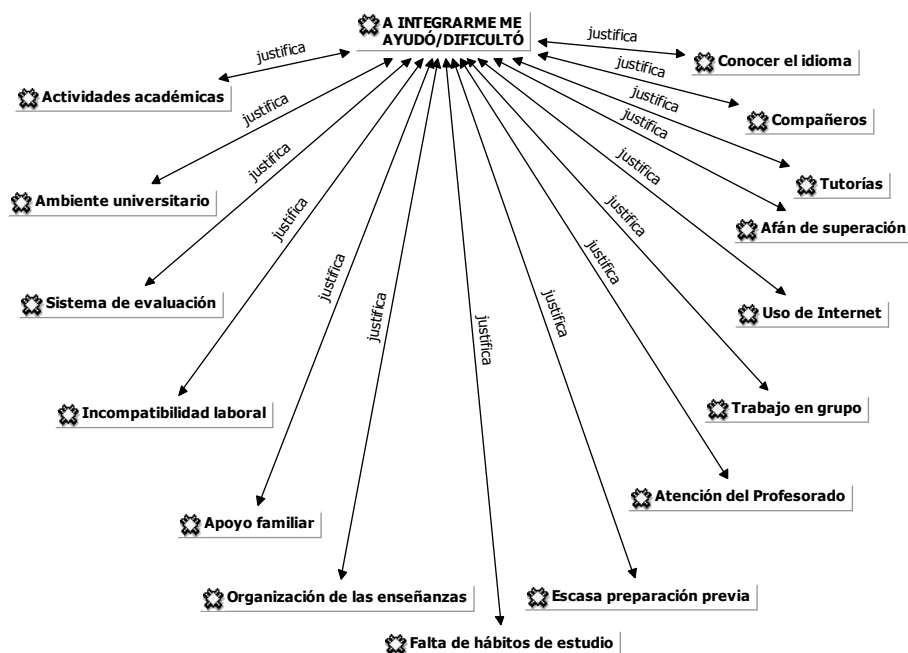 A INTEGRARME ME
AYUDÓ/DIFICULTÓ
justifica
justifica
Conocer el idioma
justifica
Actividades académicas
justifica
justifica
Compañeros
justifica
justifica
Tutorías
Ambiente universitario
justifica
justifica
Afán de superación
justifica
justifica
justifica
Sistema de evaluación
justifica
justifica
justifica
Uso de Internet
Incompatibilidad laboral
Trabajo en grupo
Atención del Profesorado
Apoyo familiar
Organización de las enseñanzas
Escasa preparación previa
Falta de hábitos de estudio